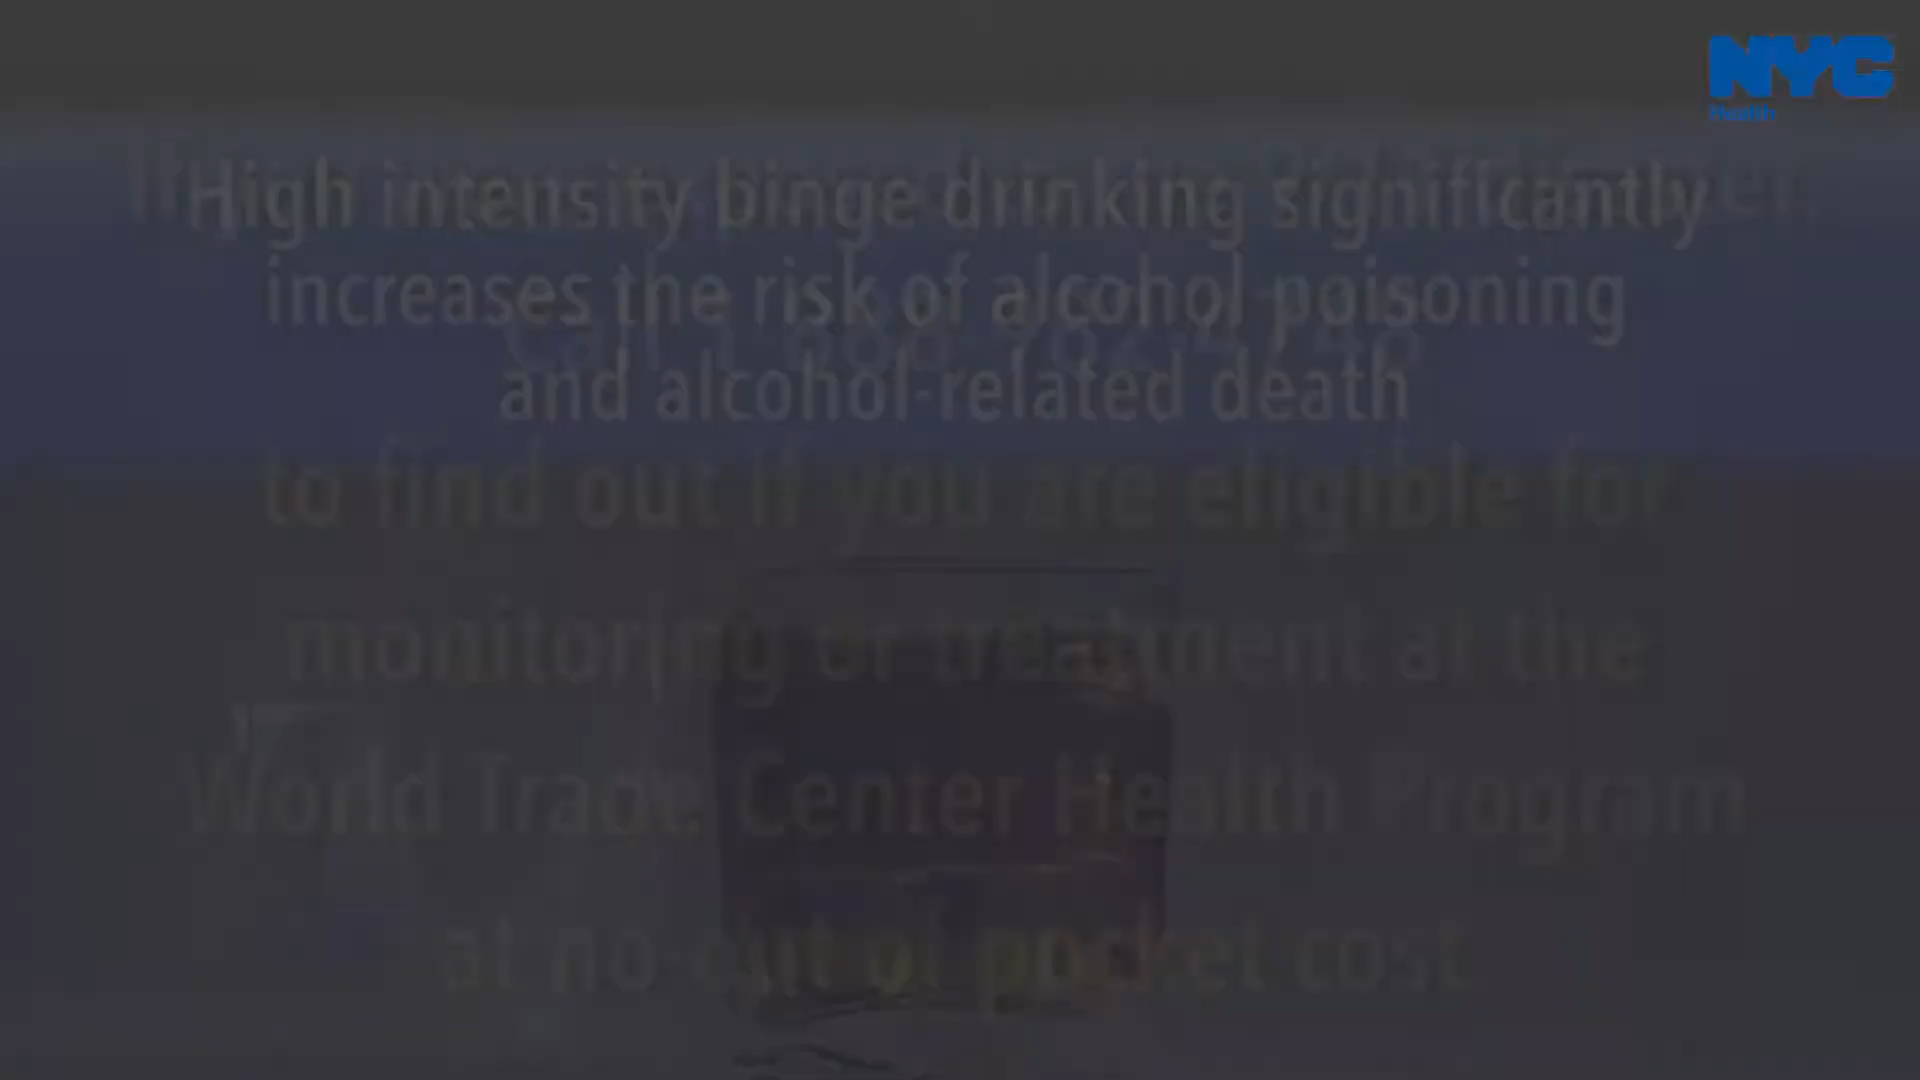 NYC
Health
High intensity binge drinking significantly
increases the risk of alcohol poisoning
and alcohol-related death
to find out if you are eligible for
monitoring or treatment at the
World Trade Center Health Program
at no out of pocket cost.